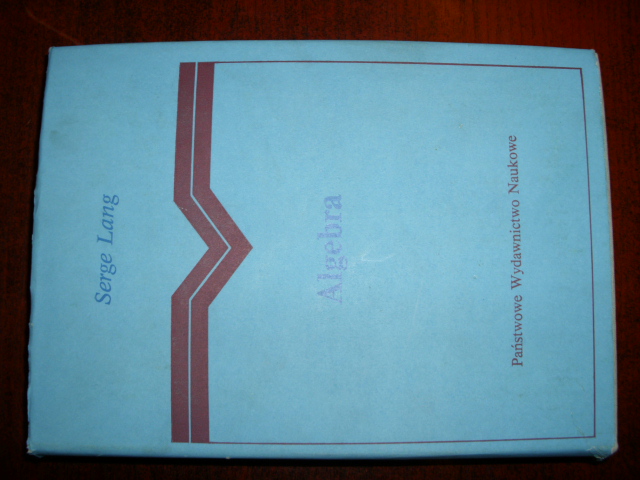 Serge Lang
Algebra
Państwowe Wydawnictwo Naukowe